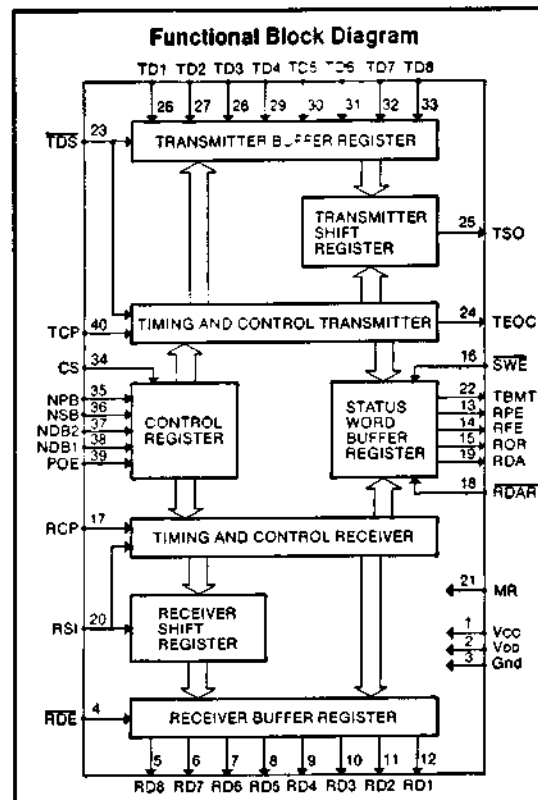 Functional Block Diagram
TD1 TD2 TD3 TD4 TD5 TD6 TD7 TD8
26 27 28 29 30 31 32 33
TDS 23
TRANSMITTER BUFFER REGISTER
TRANSMITTER
SHIFT
REGISTER
25 TSO
TCP 40
TIMING AND CONTROL TRANSMITTER
24 TEOC
CS 34
16 SWE
NPB 35
NSB 36
NDB2 37
NDB1 38
POE 39
CONTROL
REGISTER
STATUS
WORD
BUFFER
REGISTER
22 TBMT
13 RPE
14 RFE
15 ROR
19 RDA
18 RDAR
RCP 17
TIMING AND CONTROL RECEIVER
21 MR
RSI 20
RECEIVER
SHIFT
REGISTER
1 VCC
2 VDD
3 Gnd
RDE 4
RECEIVER BUFFER REGISTER
5 6 7 8 9 10 11 12
RD8 RD7 RD6 RD5 RD4 RD3 RD2 RD1